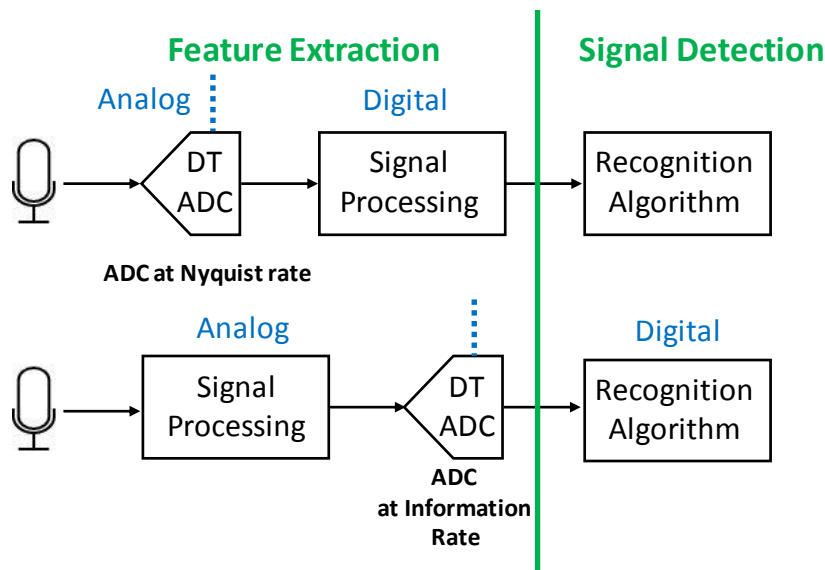 Feature Extraction
Signal Detection
Analog
Digital
DT
ADC
Signal
Processing
Recognition
Algorithm
ADC at Nyquist rate
Analog
Digital
Signal
Processing
DT
ADC
Recognition
Algorithm
ADC
at Information
Rate